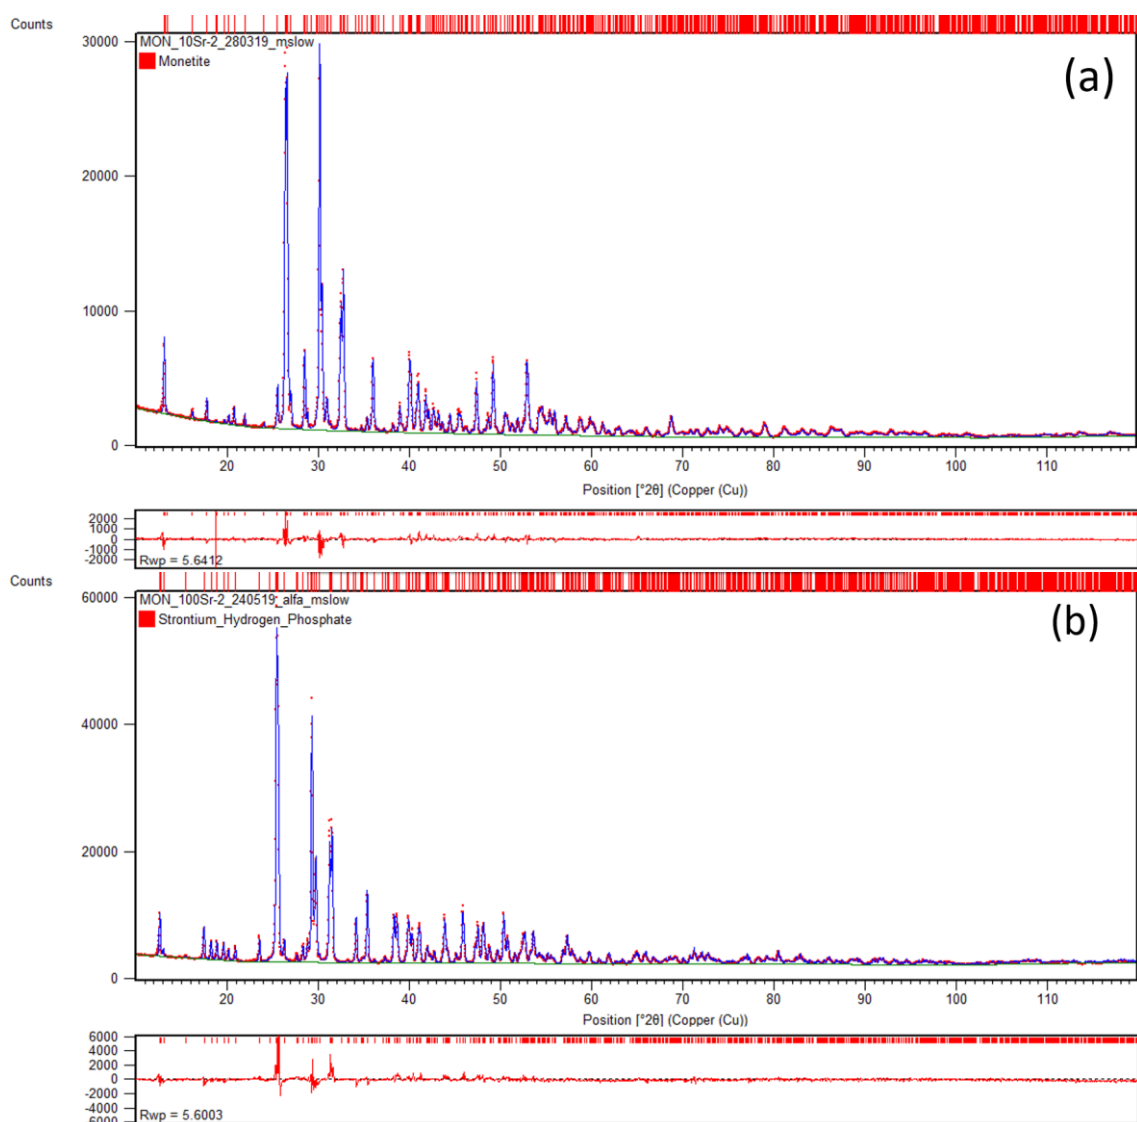 Counts
MON_10Sr-2_280319_mslow
Monetite
(a)
30000
20000
10000
0
20 30 40 50 60 70 80 90 100 110
Position [°2θ] (Copper (Cu))
2000
1000
0
-1000
-2000
Rwp = 5.6412
Counts
MON_100Sr-2_240519_alfa_mslow
Strontium_Hydrogen_Phosphate
(b)
60000
40000
20000
0
20 30 40 50 60 70 80 90 100 110
Position [°2θ] (Copper (Cu))
6000
4000
2000
0
-2000
-4000
-6000
Rwp = 5.6003